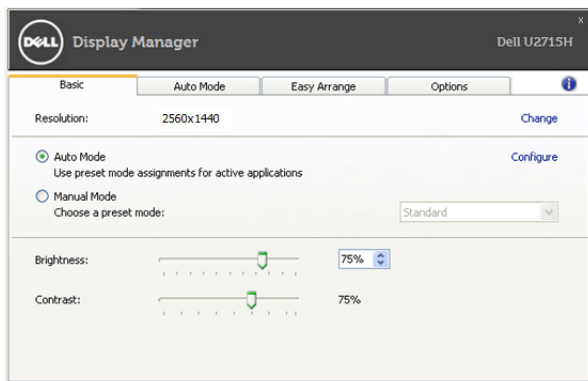 x
DELL Display Manager Dell U2715H
Basic Auto Mode Easy Arrange Options i
Resolution: 2560x1440 Change
Auto Mode Configure
Use preset mode assignments for active applications
Manual Mode
Choose a preset mode: Standard
Brightness: 75%
Contrast: 75%